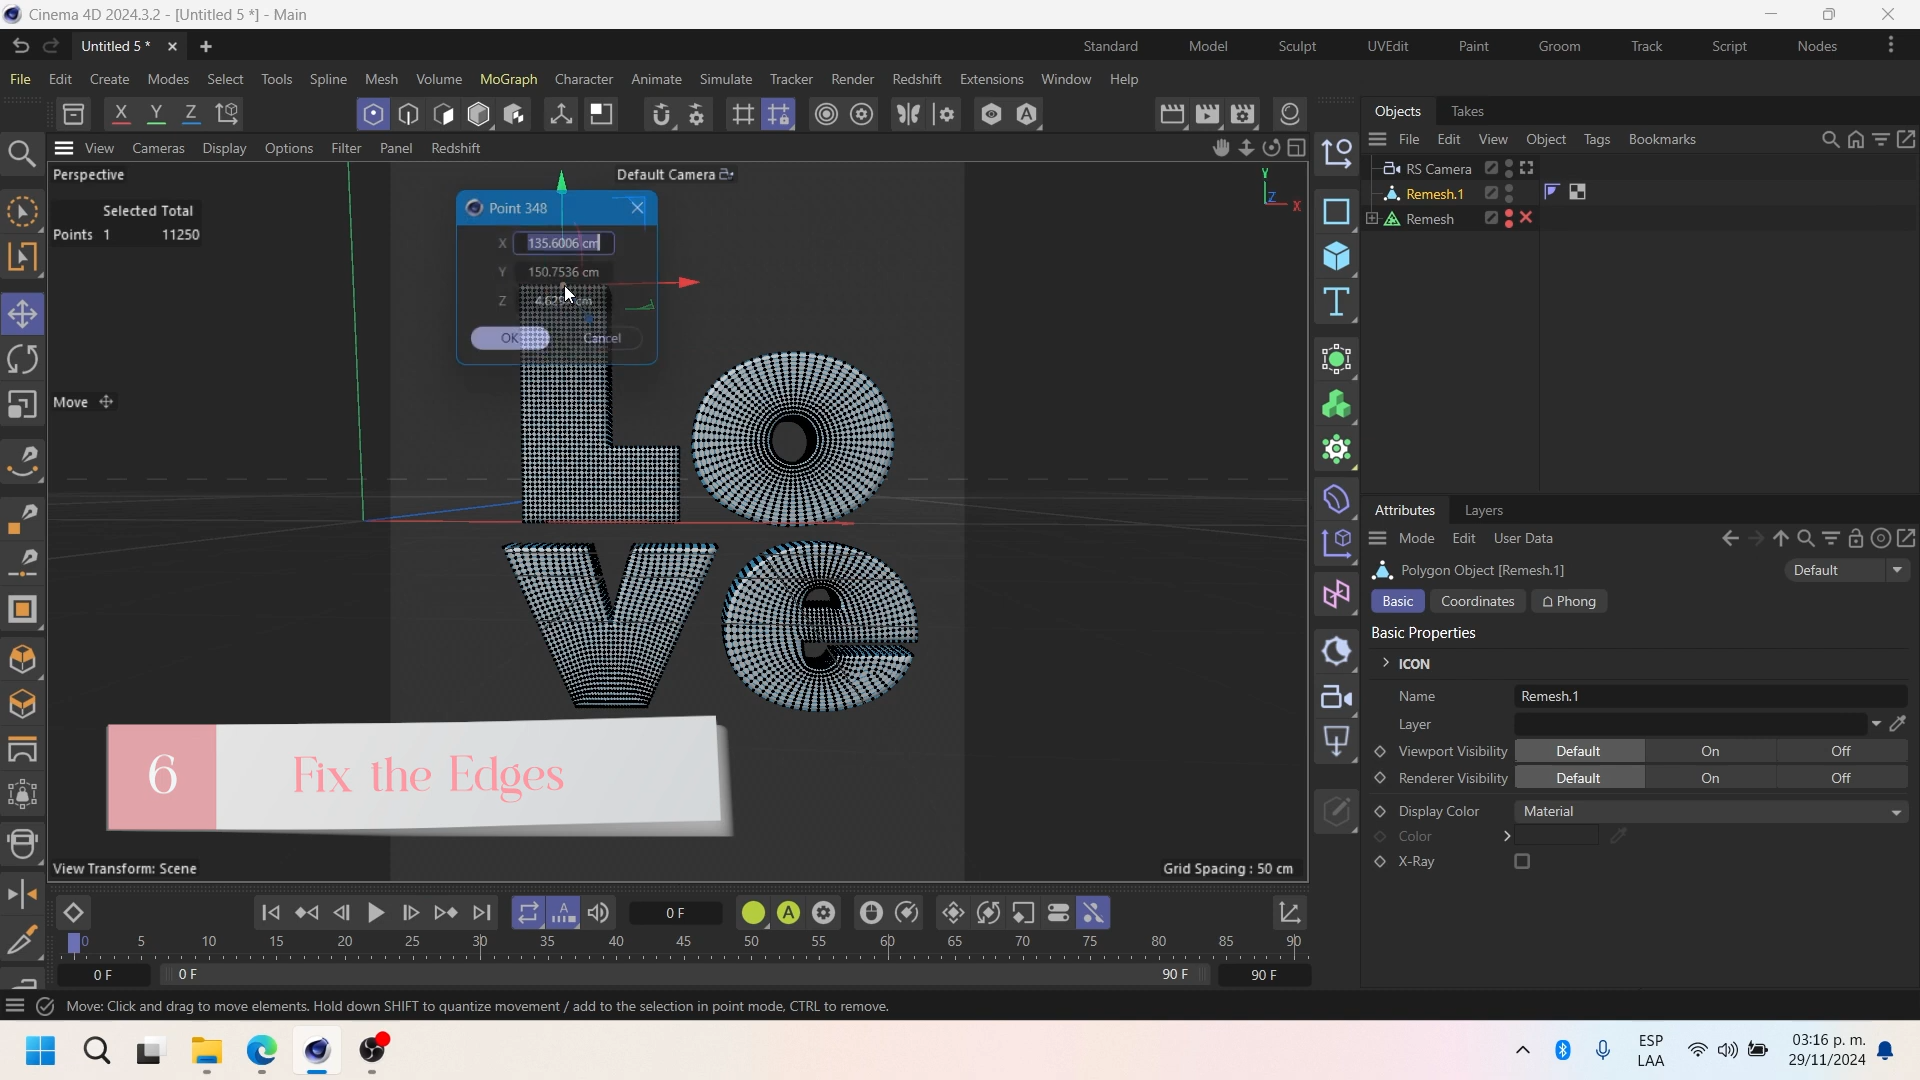 Cinema 4D 2024.3.2 - [Untitled 5 *] - Main
Untitled 5 *
Standard Model Sculpt UVEdit Paint Groom Track Script Nodes
File Edit Create Modes Select Tools Spline Mesh Volume MoGraph Character Animate Simulate Tracker Render Redshift Extensions Window Help
X Y Z
Objects Takes
File Edit View Object Tags Bookmarks
View Cameras Display Options Filter Panel Redshift
Perspective
Default Camera
RS Camera
Remesh.1
Remesh
Selected Total
Points 1 11250
Point 348
X 135.6006 cm
Y 150.7536 cm
Z
OK Cancel
Y
Z X
Move
Lo
ve
6 Fix the Edges
View Transform: Scene
Grid Spacing : 50 cm
Attributes Layers
Mode Edit User Data
Polygon Object [Remesh.1]
Default
Basic Coordinates Phong
Basic Properties
ICON
Name Remesh.1
Layer
Viewport Visibility Default On Off
Renderer Visibility Default On Off
Display Color Material
Color
X-Ray
0 F
0 5 10 15 20 25 30 35 40 45 50 55 60 65 70 75 80 85 90
0 F 0 F 90 F 90 F
Move: Click and drag to move elements. Hold down SHIFT to quantize movement / add to the selection in point mode, CTRL to remove.
ESP
LAA
03:16 p. m.
29/11/2024